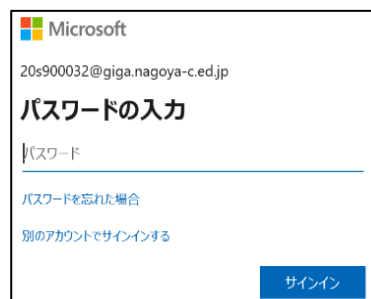 Microsoft
20s900032@giga.nagoya-c.ed.jp
パスワードの入力
パスワード
パスワードを忘れた場合
別のアカウントでサインインする
サインイン